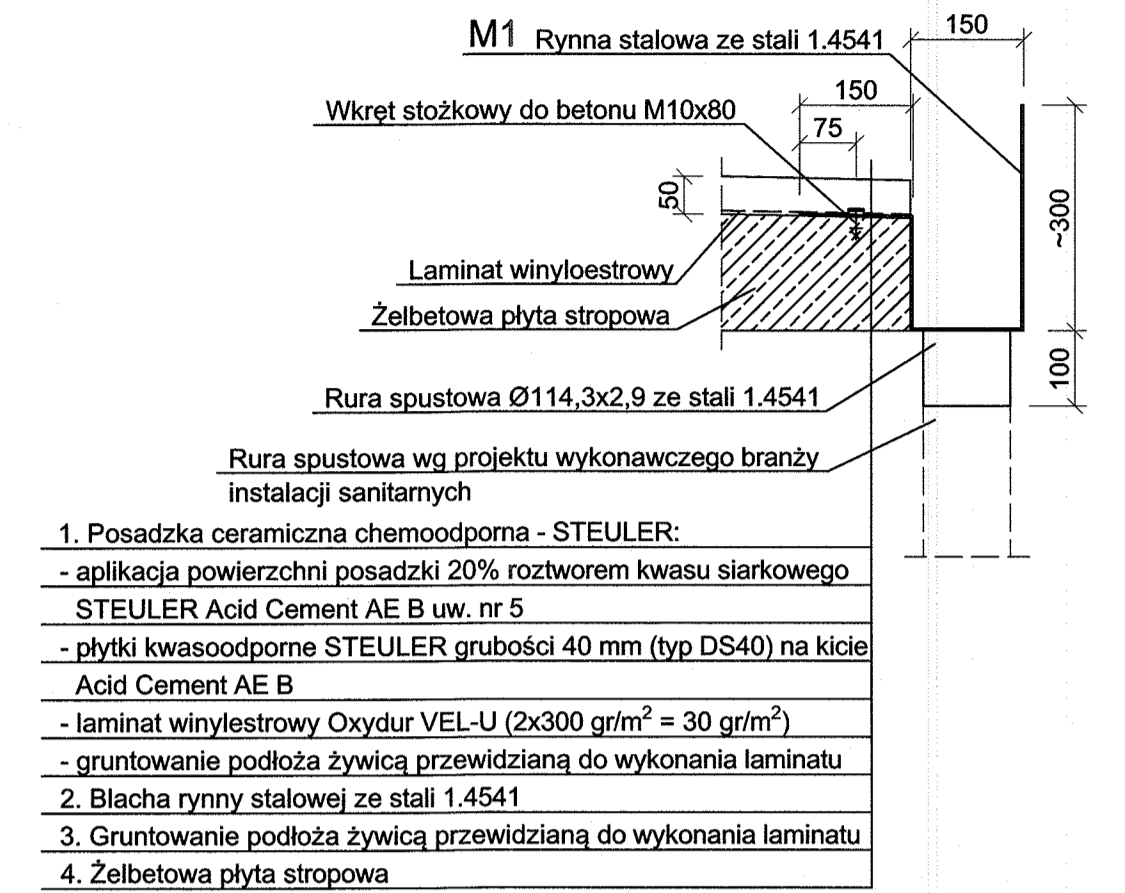 M1 Rynna stalowa ze stali 1.4541
150
150
Wkręt stożkowy do betonu M10x80
75
50
~300
Laminat winyloestrowy
Żelbetowa płyta stropowa
100
Rura spustowa Ø114,3x2,9 ze stali 1.4541
Rura spustowa wg projektu wykonawczego branży
instalacji sanitarnych
1. Posadzka ceramiczna chemoodporna - STEULER:
- aplikacja powierzchni posadzki 20% roztworem kwasu siarkowego
STEULER Acid Cement AE B uw. nr 5
- płytki kwasoodporne STEULER grubości 40 mm (typ DS40) na kicie
Acid Cement AE B
- laminat winylestrowy Oxydur VEL-U (2x300 gr/m² = 30 gr/m²)
- gruntowanie podłoża żywicą przewidzianą do wykonania laminatu
2. Blacha rynny stalowej ze stali 1.4541
3. Gruntowanie podłoża żywicą przewidzianą do wykonania laminatu
4. Żelbetowa płyta stropowa